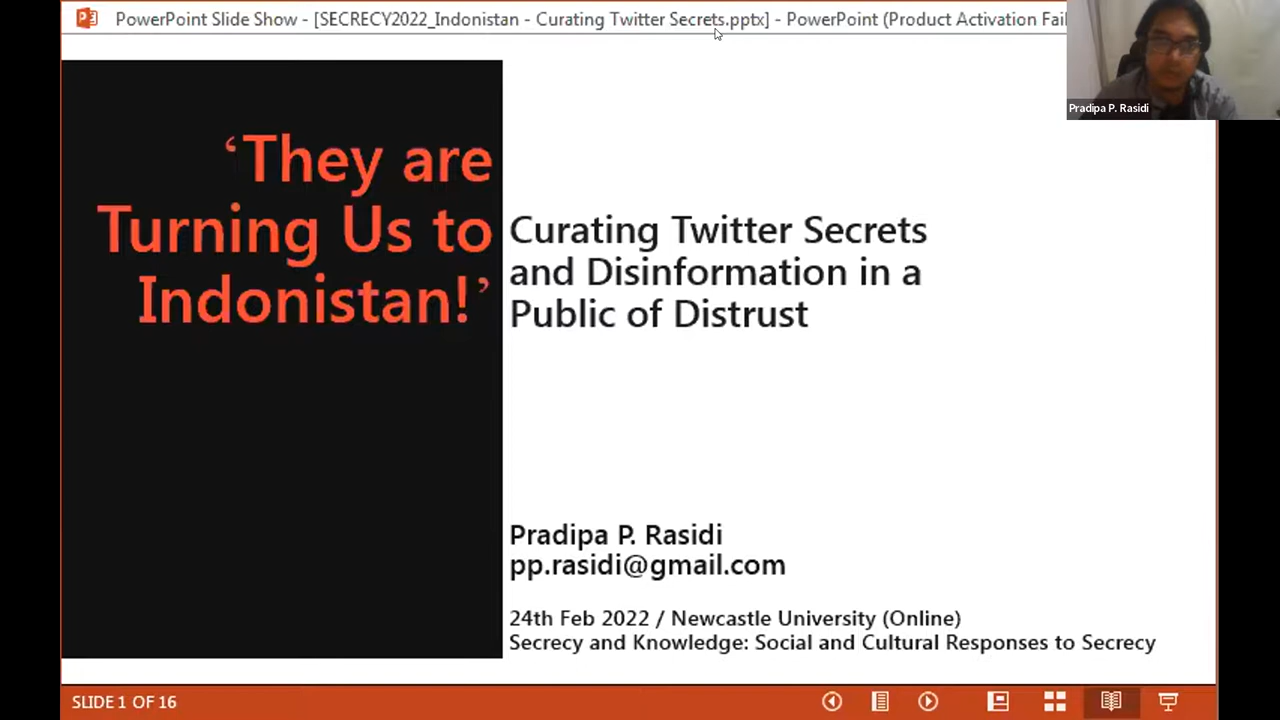 PowerPoint Slide Show - [SECRECY2022_Indonistan - Curating Twitter Secrets.pptx] - PowerPoint (Product Activation Fai
Pradipa P. Rasidi
‘They are
Turning Us to
Indonistan!’
Curating Twitter Secrets
and Disinformation in a
Public of Distrust
Pradipa P. Rasidi
pp.rasidi@gmail.com
24th Feb 2022 / Newcastle University (Online)
Secrecy and Knowledge: Social and Cultural Responses to Secrecy
SLIDE 1 OF 16